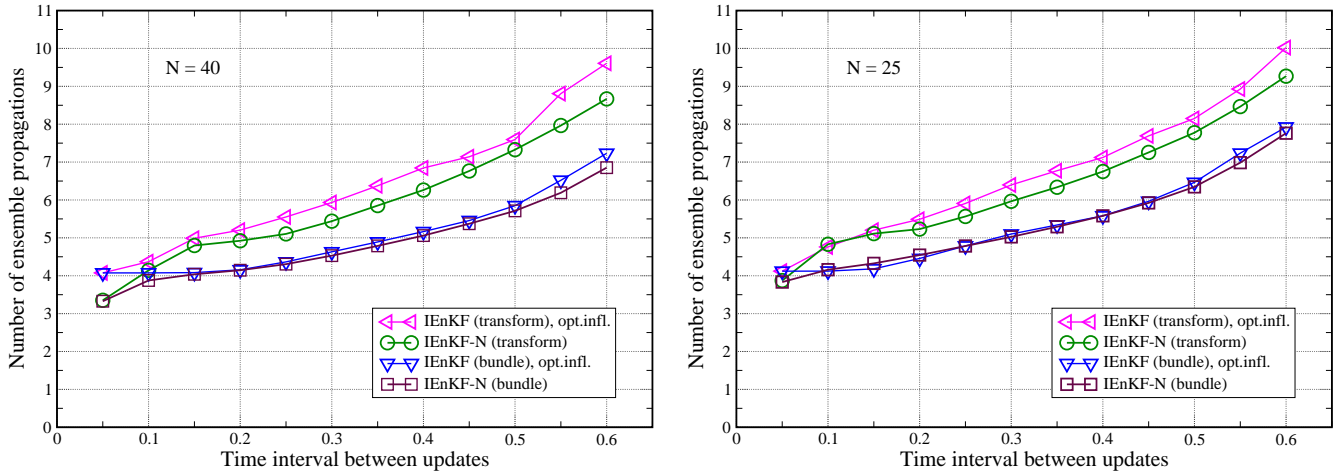 11
10
9
8
7
6
5
4
3
2
1
0
Number of ensemble propagations
N = 40
IEnKF (transform), opt.infl.
IEnKF-N (transform)
IEnKF (bundle), opt.infl.
IEnKF-N (bundle)
0 0.1 0.2 0.3 0.4 0.5 0.6
Time interval between updates
11
10
9
8
7
6
5
4
3
2
1
0
Number of ensemble propagations
N = 25
IEnKF (transform), opt.infl.
IEnKF-N (transform)
IEnKF (bundle), opt.infl.
IEnKF-N (bundle)
0 0.1 0.2 0.3 0.4 0.5 0.6
Time interval between updates